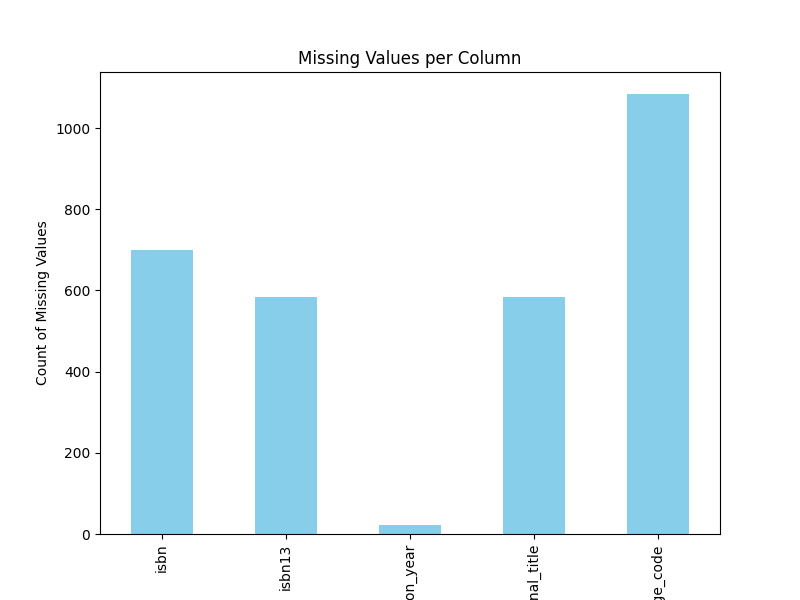 Missing Values per Column
Count of Missing Values
1000
800
600
400
200
0
isbn
isbn13
on_year
nal_title
ge_code